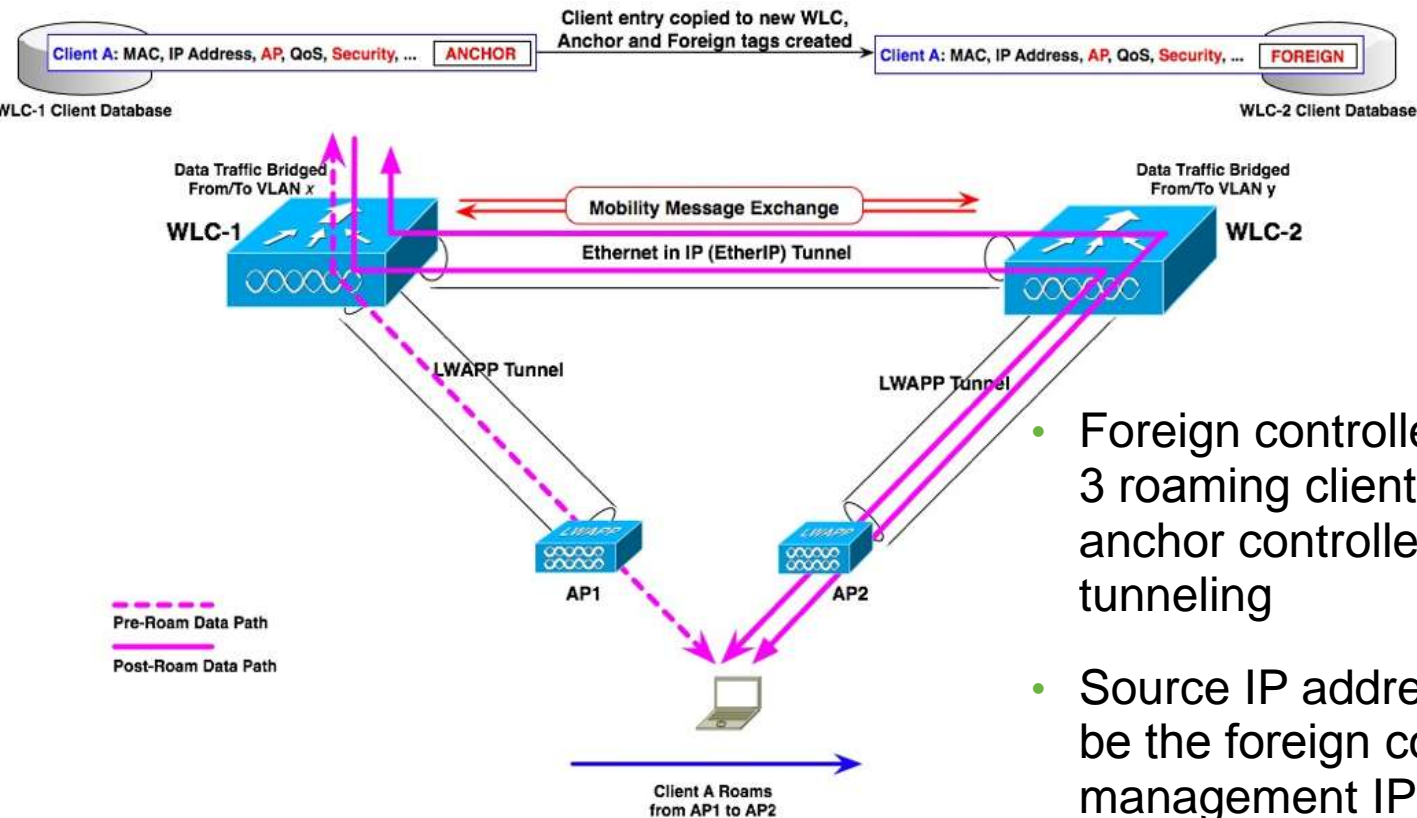 Client entry copied to new WLC,
Anchor and Foreign tags created
Client A: MAC, IP Address, AP, QoS, Security, ... ANCHOR
Client A: MAC, IP Address, AP, QoS, Security, ... FOREIGN
WLC-1 Client Database
WLC-2 Client Database
Data Traffic Bridged
From/To VLAN x
Data Traffic Bridged
From/To VLAN y
WLC-1
Mobility Message Exchange
WLC-2
Ethernet in IP (EtherIP) Tunnel
LWAPP Tunnel
LWAPP Tunnel
LWAPP
AP1
LWAPP
AP2
Pre-Roam Data Path
Post-Roam Data Path
Client A Roams
from AP1 to AP2
• Foreign controlle
3 roaming client
anchor controlle
tunneling
• Source IP addre
be the foreign co
management IP